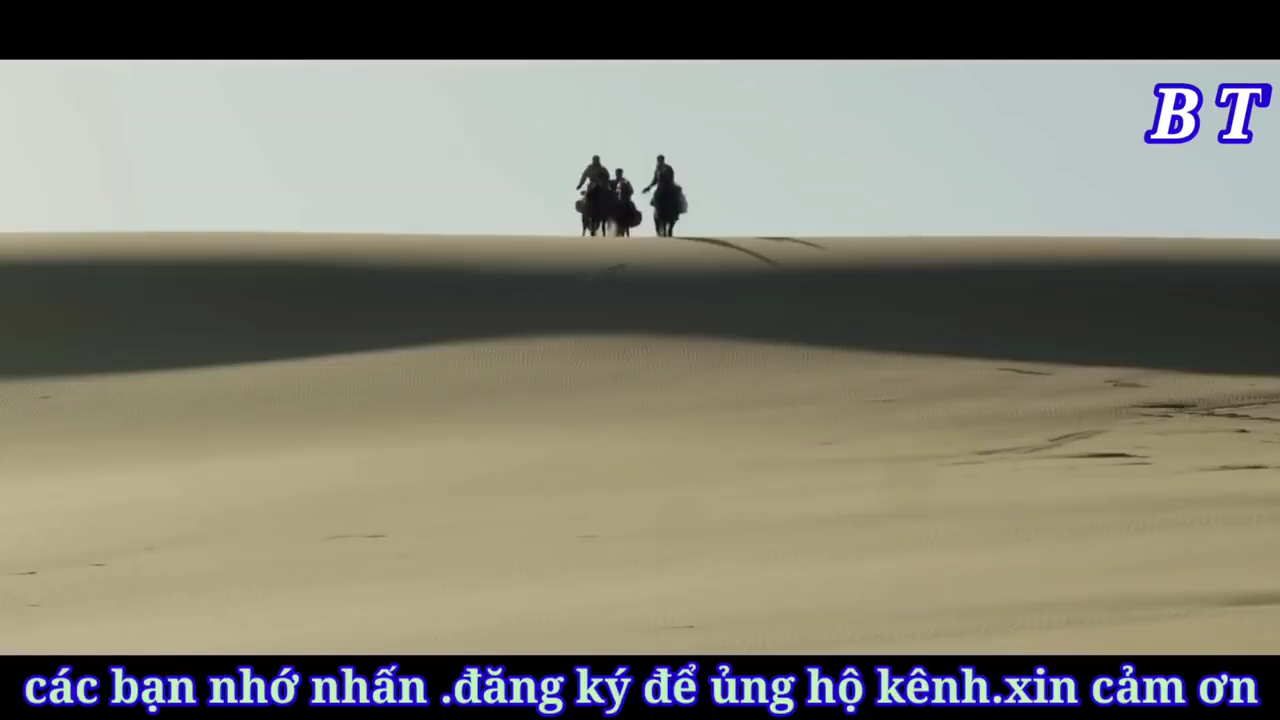 B T
các bạn nhớ nhấn .đăng ký để ủng hộ kênh.xin cảm ơn